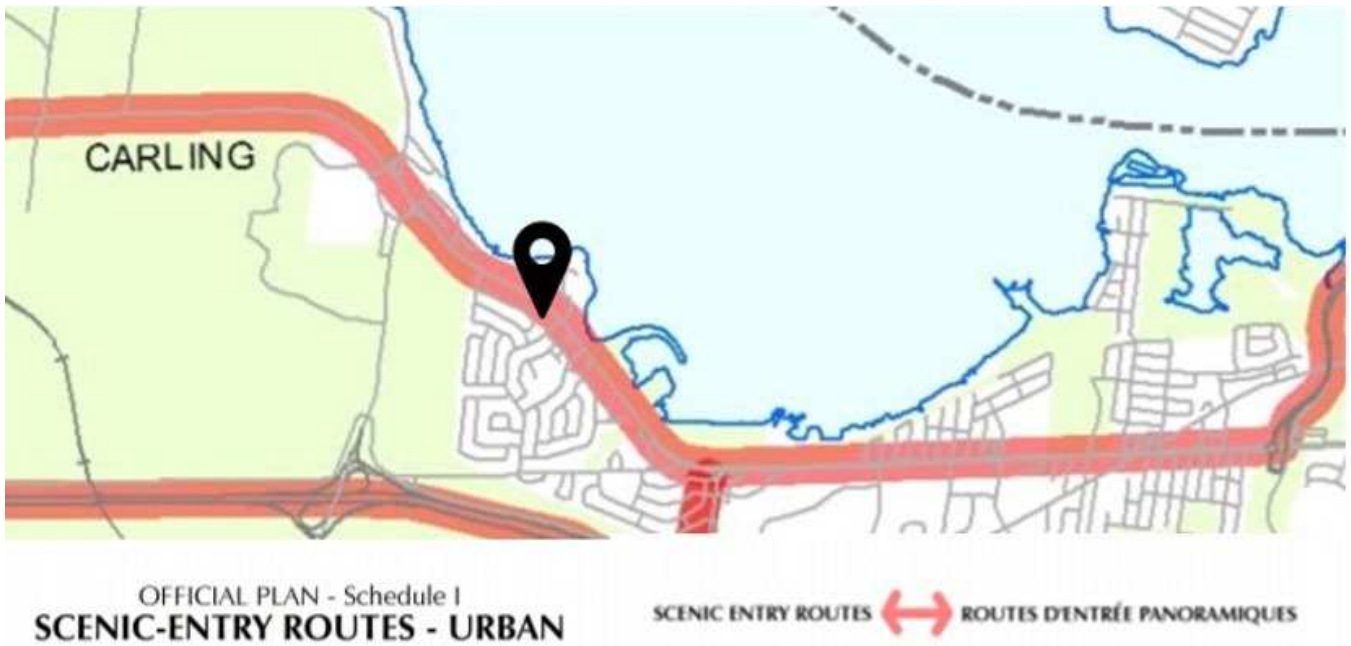 CARLING
OFFICIAL PLAN - Schedule I
SCENIC-ENTRY ROUTES - URBAN
SCENIC ENTRY ROUTES ROUTES D'ENTRÉE PANORAMIQUES